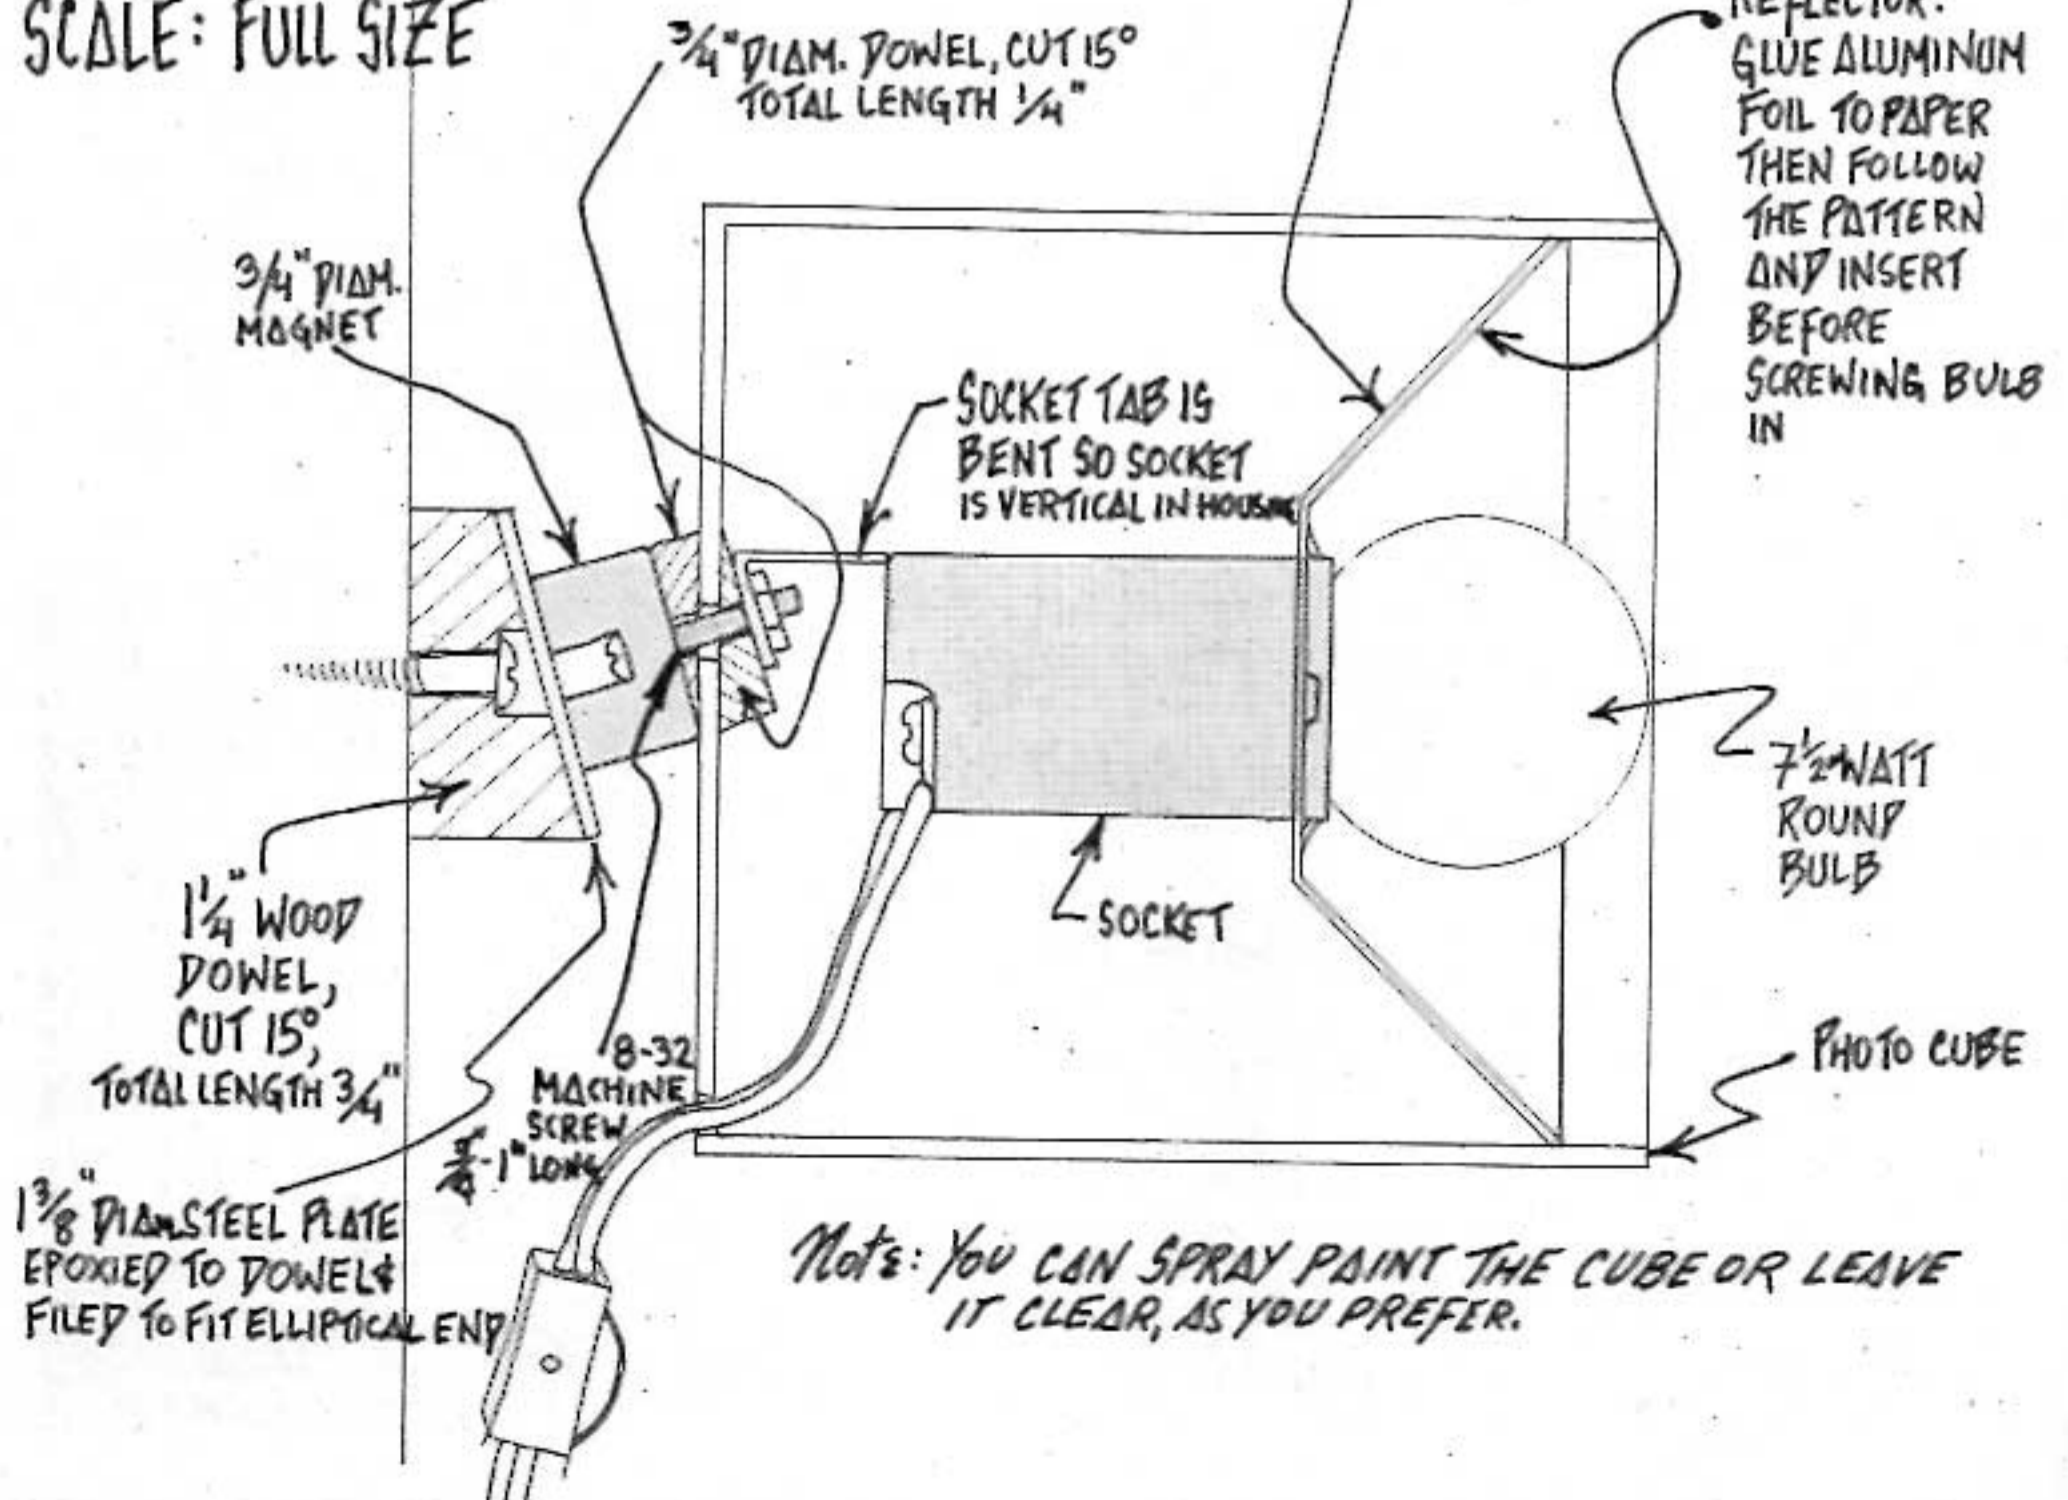 SCALE: FULL SIZE
3/4" DIAM. DOWEL, CUT 15°
TOTAL LENGTH 1/4"
REFLECTOR:
GLUE ALUMINUM
FOIL TO PAPER
THEN FOLLOW
THE PATTERN
AND INSERT
BEFORE
SCREWING BULB
IN
3/4" DIAM.
MAGNET
SOCKET TAB IS
BENT SO SOCKET
IS VERTICAL IN HOUSING
7 1/2 WATT
ROUND
BULB
1 1/4" WOOD
DOWEL,
CUT 15°,
TOTAL LENGTH 3/4"
SOCKET
8-32
MACHINE
SCREW
1" LONG
PHOTO CUBE
1 3/8" DIAM. STEEL PLATE
EPOXIED TO DOWEL &
FILED TO FIT ELLIPTICAL END
Note: YOU CAN SPRAY PAINT THE CUBE OR LEAVE
IT CLEAR, AS YOU PREFER.